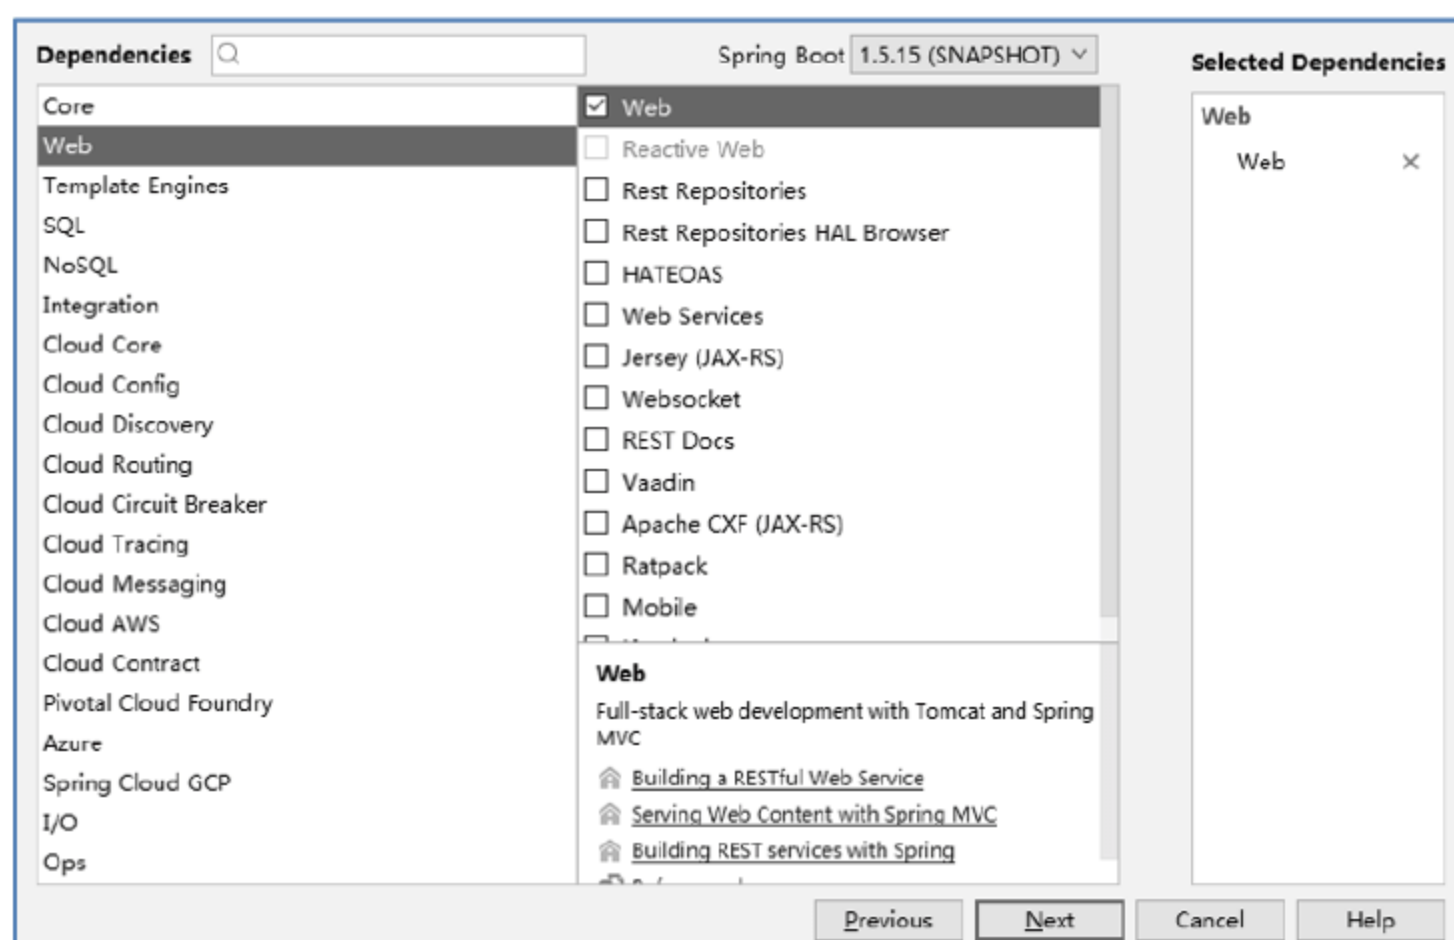 Dependencies
Spring Boot 1.5.15 (SNAPSHOT)
Core
Web
Template Engines
SQL
NoSQL
Integration
Cloud Core
Cloud Config
Cloud Discovery
Cloud Routing
Cloud Circuit Breaker
Cloud Tracing
Cloud Messaging
Cloud AWS
Cloud Contract
Pivotal Cloud Foundry
Azure
Spring Cloud GCP
I/O
Ops
Web
Reactive Web
Rest Repositories
Rest Repositories HAL Browser
HATEOAS
Web Services
Jersey (JAX-RS)
Websocket
REST Docs
Vaadin
Apache CXF (JAX-RS)
Ratpack
Mobile
Web
Full-stack web development with Tomcat and Spring
MVC
Building a RESTful Web Service
Serving Web Content with Spring MVC
Building REST services with Spring
Selected Dependencies
Web
Web
Previous
Next
Cancel
Help